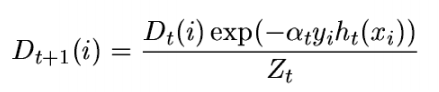 D_{t+1}(i) = \frac{D_t(i) \exp(-\alpha_t y_i h_t(x_i))}{Z_t}